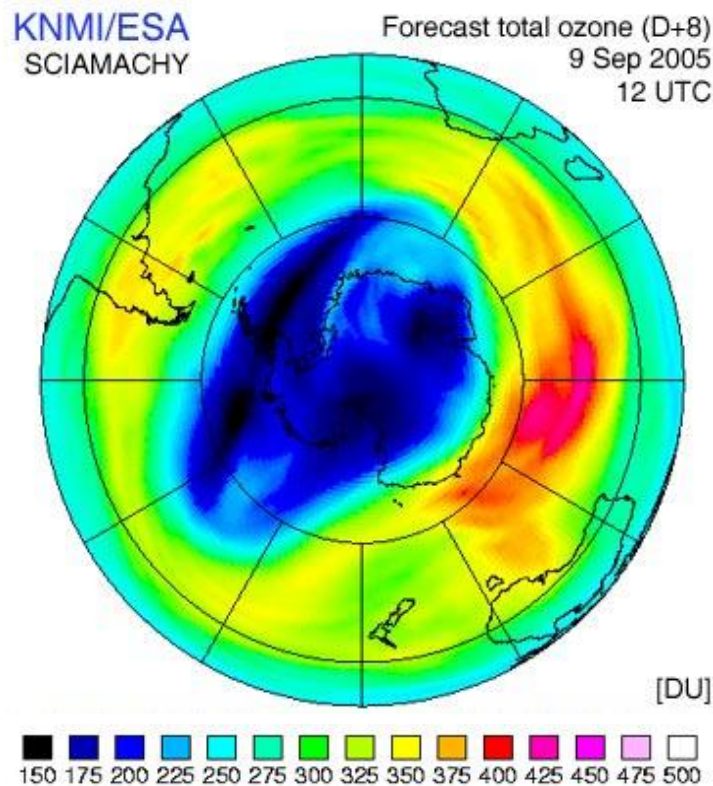 KNMI/ESA
SCIAMACHY
Forecast total ozone (D+8)
9 Sep 2005
12 UTC
[DU]
150 175 200 225 250 275 300 325 350 375 400 425 450 475 500